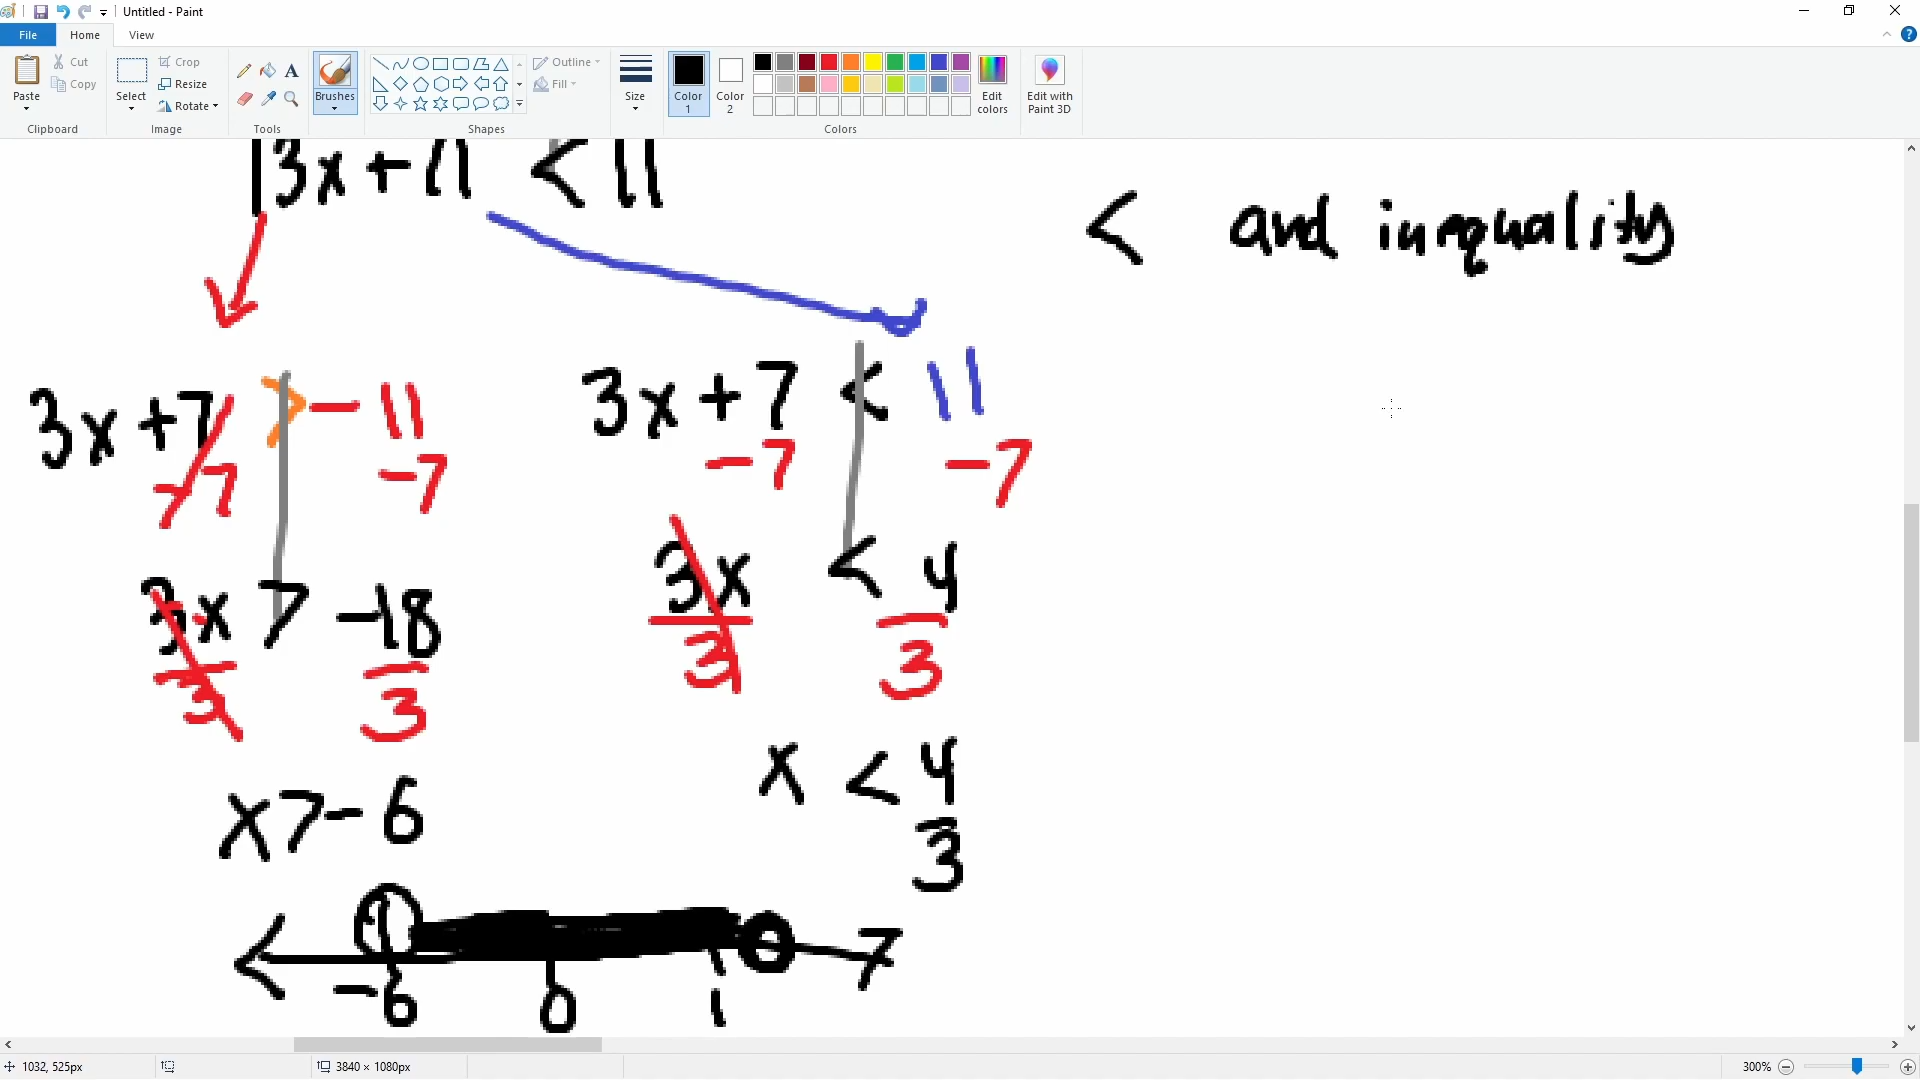 Untitled - Paint
File Home View
Paste Cut Copy Clipboard
Select Crop Resize Rotate Image
Tools
Brushes
Outline Fill Shapes
Size
Color 1 Color 2 Edit colors Colors
Edit with Paint 3D
|3x+7| < 11
< and inequality
3x+7 > -11 3x+7 < 11
-7 -7 -7 -7
3x > -18 3x < 4
3 3 3 3
x > -6 x < 4
3
-6 0 1
1032, 525px 3840 × 1080px 300%